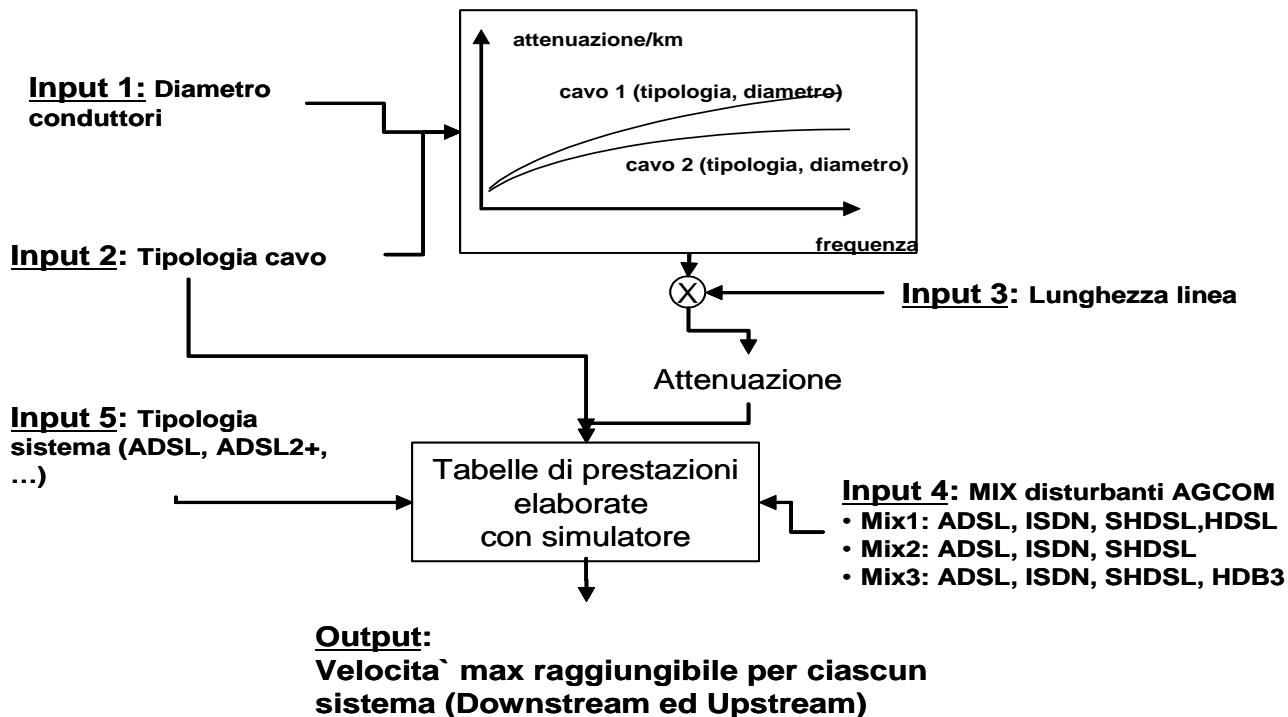 attenuazione/km
Input 1: Diametro
conduttori
cavo 1 (tipologia, diametro)
cavo 2 (tipologia, diametro)
frequenza
Input 2: Tipologia cavo
X
Input 3: Lunghezza linea
Attenuazione
Input 5: Tipologia
sistema (ADSL, ADSL2+,
…)
Tabelle di prestazioni
elaborate
con simulatore
Input 4: MIX disturbanti AGCOM
• Mix1: ADSL, ISDN, SHDSL,HDSL
• Mix2: ADSL, ISDN, SHDSL
• Mix3: ADSL, ISDN, SHDSL, HDB3
Output:
Velocita` max raggiungibile per ciascun
sistema (Downstream ed Upstream)